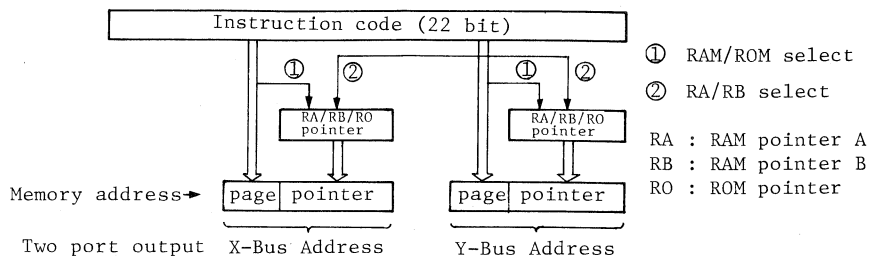 Instruction code (22 bit)
① ② ① ②
① RAM/ROM select
② RA/RB select
RA/RB/RO
pointer
RA/RB/RO
pointer
RA : RAM pointer A
RB : RAM pointer B
RO : ROM pointer
Memory address
page pointer
page pointer
Two port output X-Bus Address Y-Bus Address